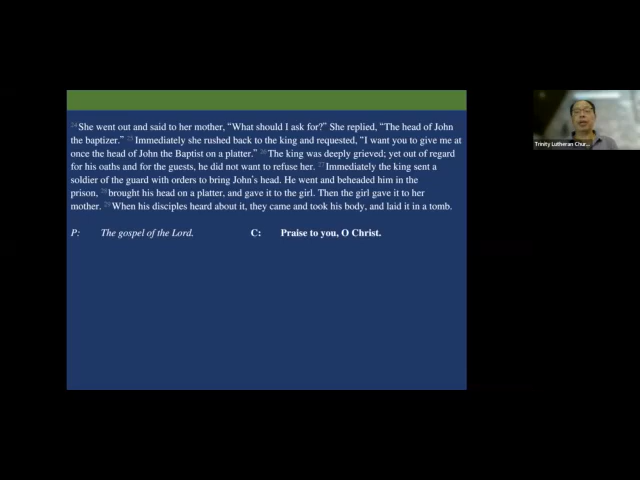 24 She went out and said to her mother, “What should I ask for?” She replied, “The head of John
the baptizer.” 25 Immediately she rushed back to the king and requested, “I want you to give me at
once the head of John the Baptist on a platter.” 26 The king was deeply grieved; yet out of regard
for his oaths and for the guests, he did not want to refuse her. 27 Immediately the king sent a
soldier of the guard with orders to bring John’s head. He went and beheaded him in the
prison, 28 brought his head on a platter, and gave it to the girl. Then the girl gave it to her
mother. 29 When his disciples heard about it, they came and took his body, and laid it in a tomb.
P: The gospel of the Lord. C: Praise to you, O Christ.
Trinity Lutheran Chur...